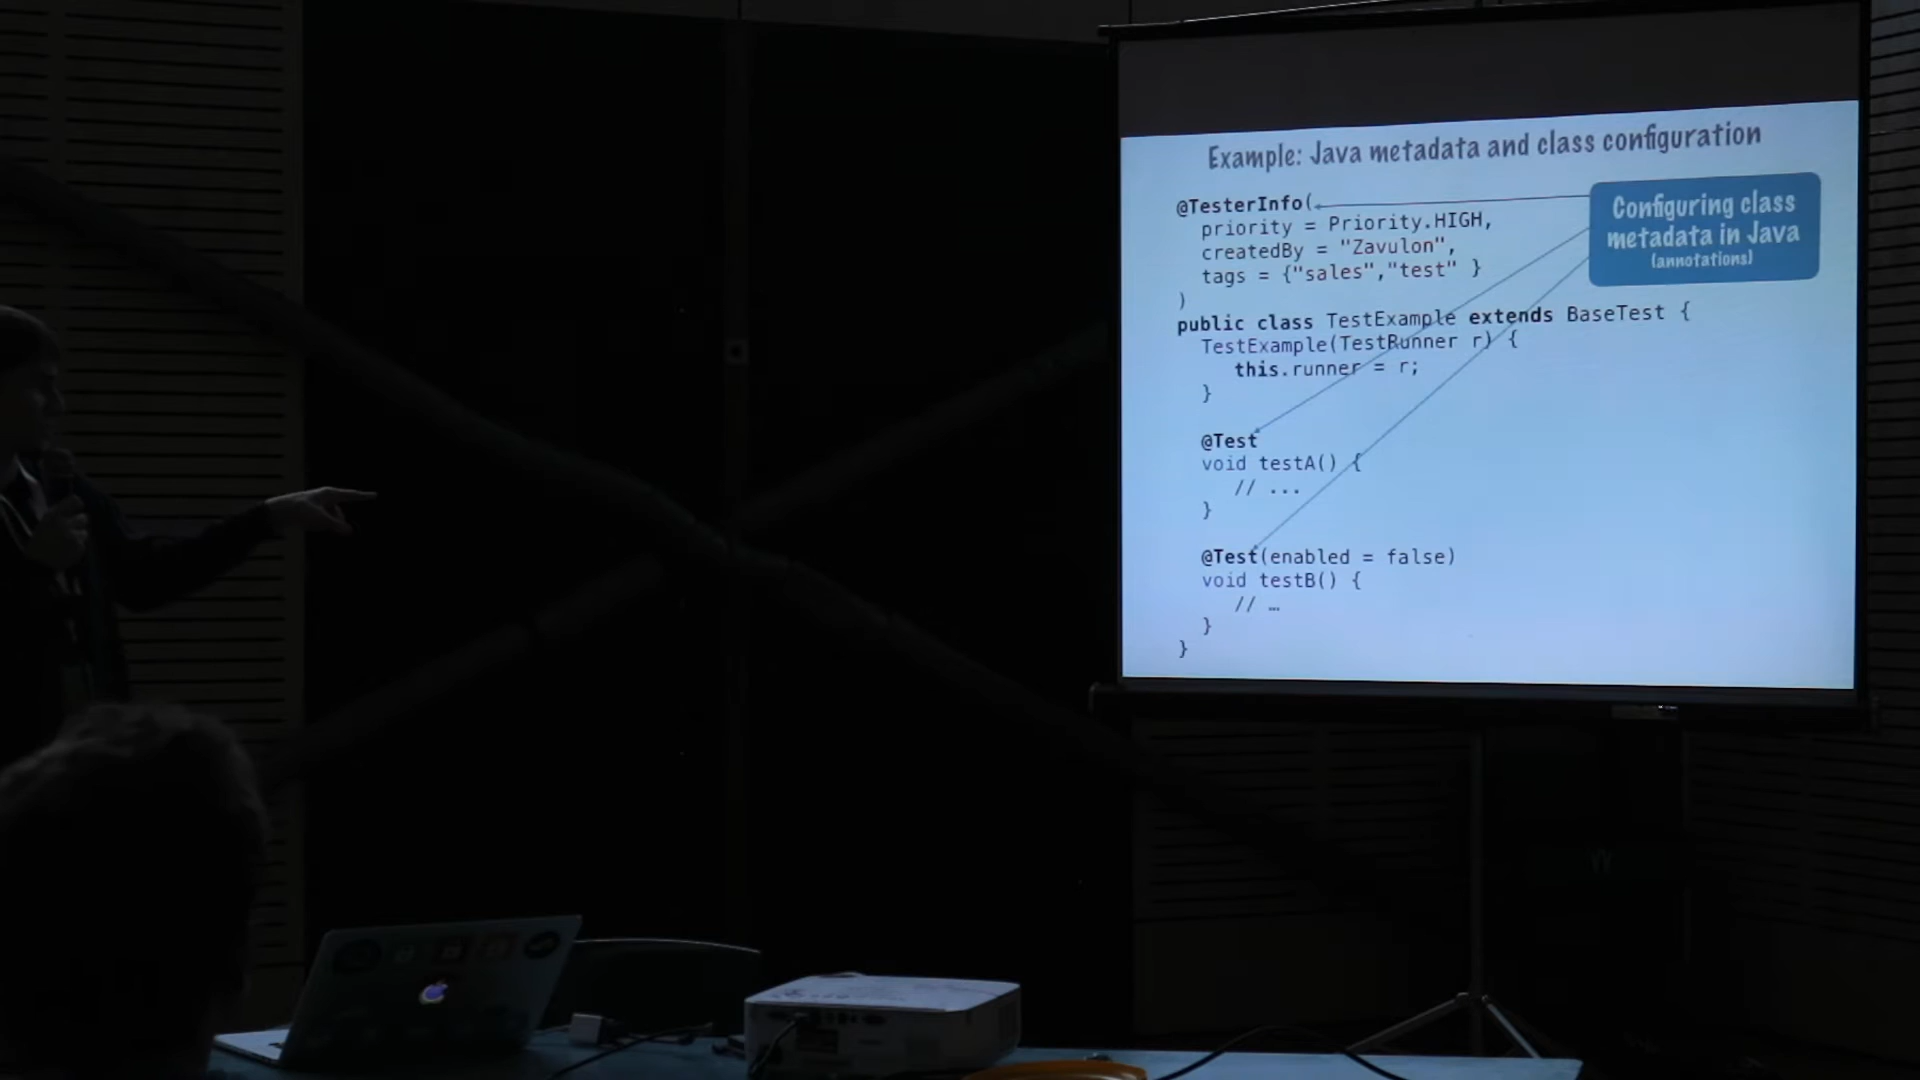 Example: Java metadata and class configuration
@TesterInfo(
priority = Priority.HIGH,
createdBy = "Zavulon",
tags = {"sales","test" }
)
public class TestExample extends BaseTest {
TestExample(TestRunner r) {
this.runner = r;
}
@Test
void testA() {
// ...
}
@Test(enabled = false)
void testB() {
// …
}
}
Configuring class
metadata in Java
(annotations)